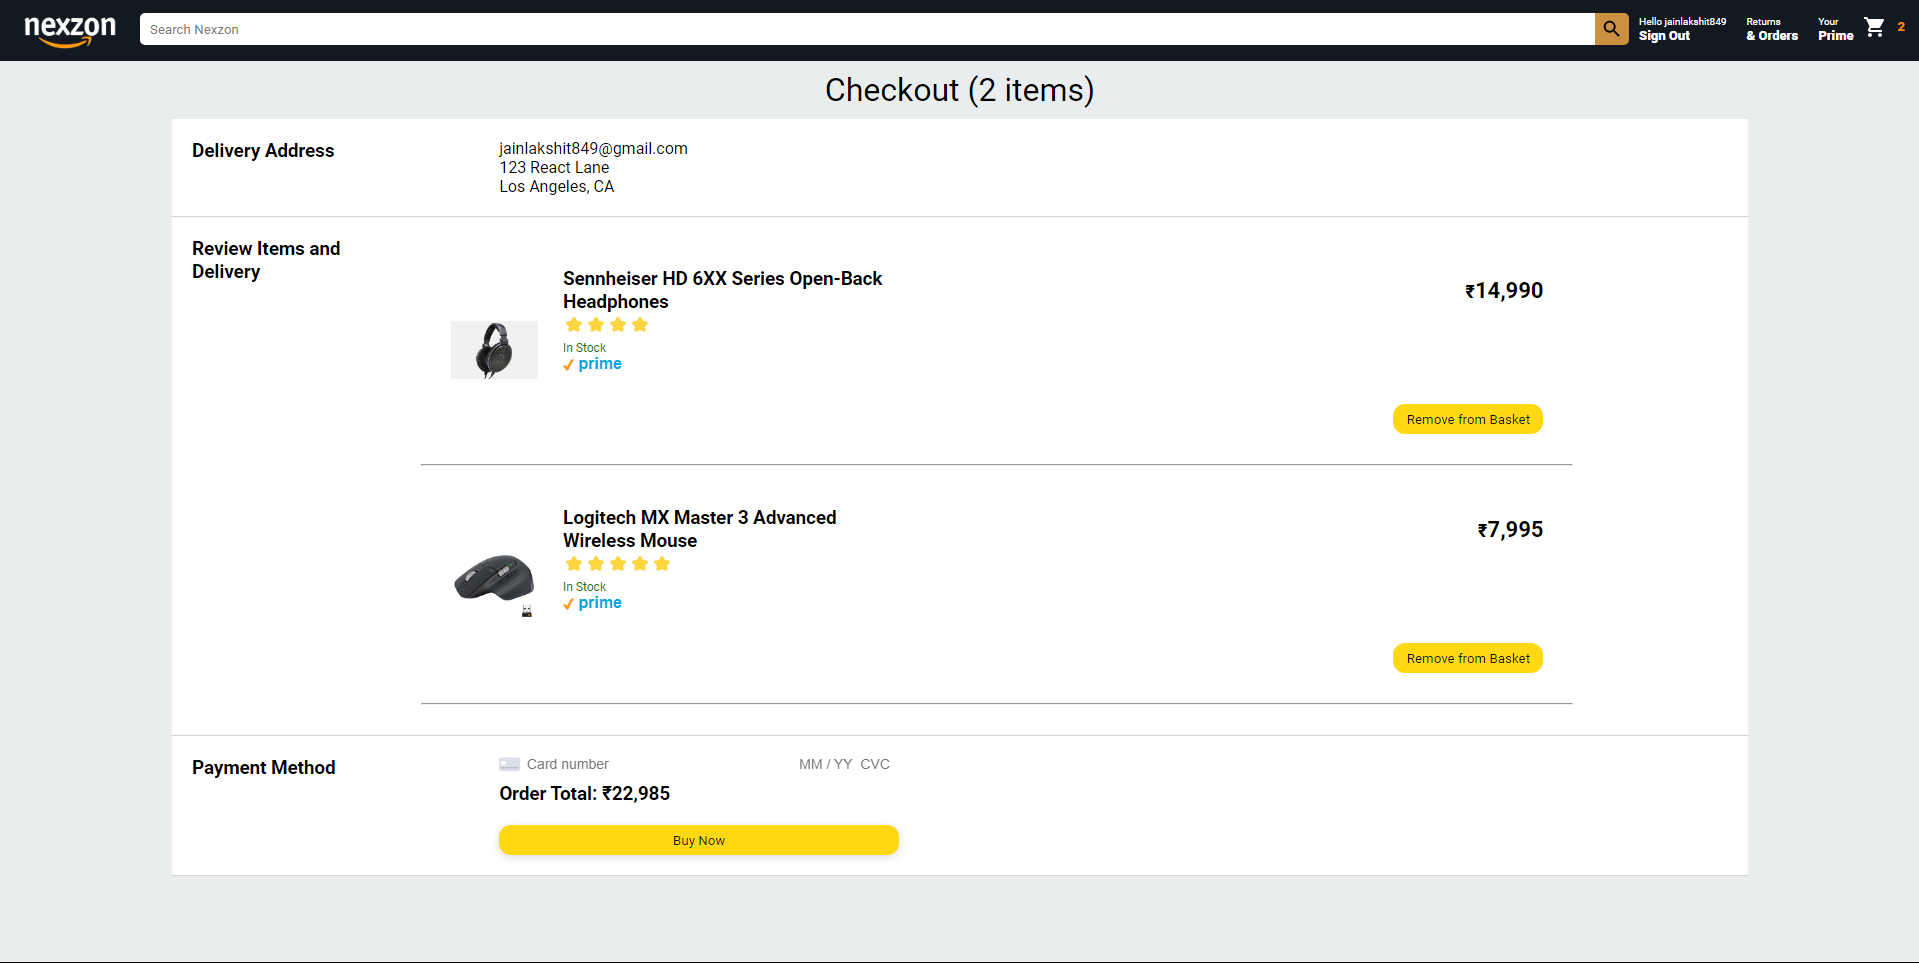 nexzon
Search Nexzon
Hello jainlakshit849
Sign Out
Returns
& Orders
Your
Prime
2
Checkout (2 items)
Delivery Address
jainlakshit849@gmail.com
123 React Lane
Los Angeles, CA
Review Items and
Delivery
Sennheiser HD 6XX Series Open-Back
Headphones
In Stock
prime
₹14,990
Remove from Basket
Logitech MX Master 3 Advanced
Wireless Mouse
In Stock
prime
₹7,995
Remove from Basket
Payment Method
Card number MM / YY CVC
Order Total: ₹22,985
Buy Now